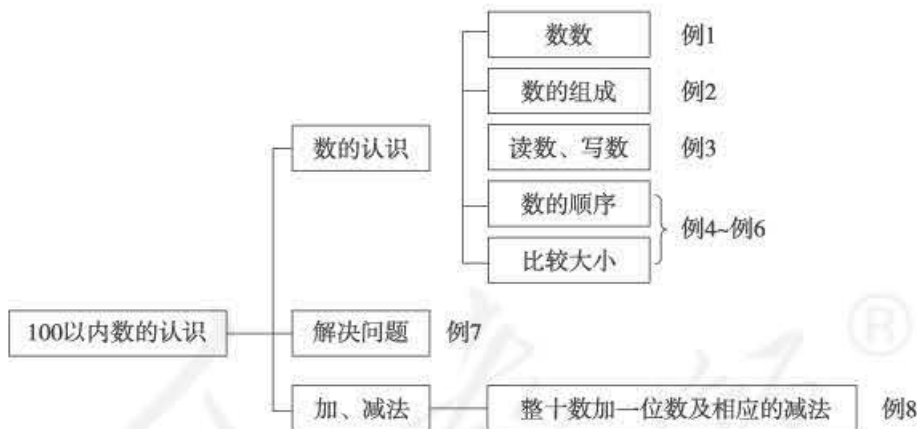 数数 例1
数的组成 例2
数的认识
读数、写数 例3
数的顺序
例4~例6
比较大小
100以内数的认识 解决问题 例7
加、减法 整十数加一位数及相应的减法 例8
®